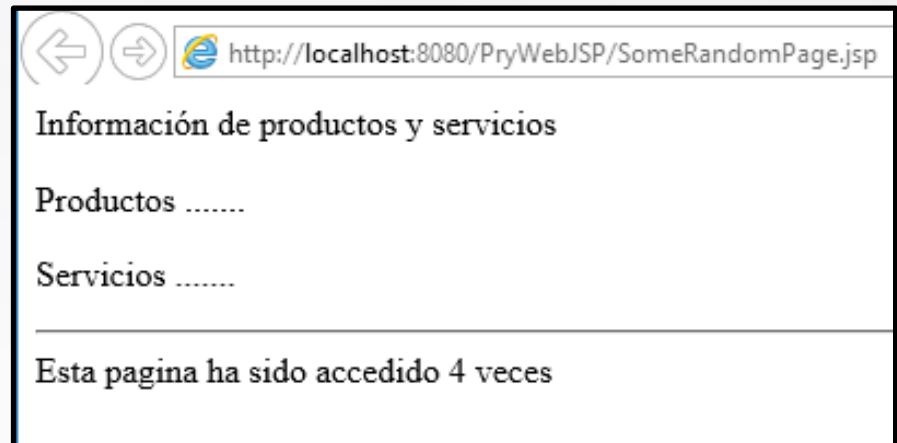 http://localhost:8080/PryWebJSP/SomeRandomPage.jsp
Información de productos y servicios
Productos .......
Servicios .......
Esta pagina ha sido accedido 4 veces